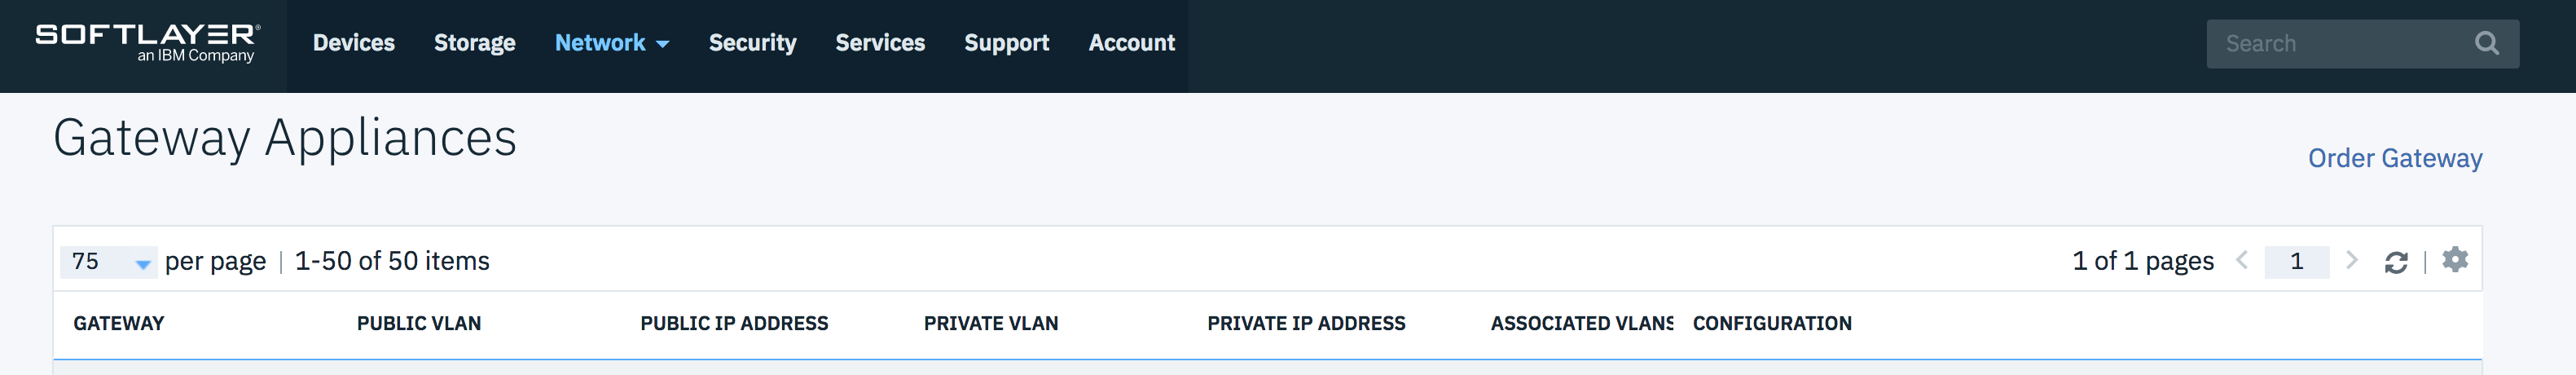 SOFTLAYER®
an IBM Company
Devices Storage Network Security Services Support Account
Search
Gateway Appliances
Order Gateway
75 per page | 1-50 of 50 items
1 of 1 pages 1
GATEWAY PUBLIC VLAN PUBLIC IP ADDRESS PRIVATE VLAN PRIVATE IP ADDRESS ASSOCIATED VLANS CONFIGURATION